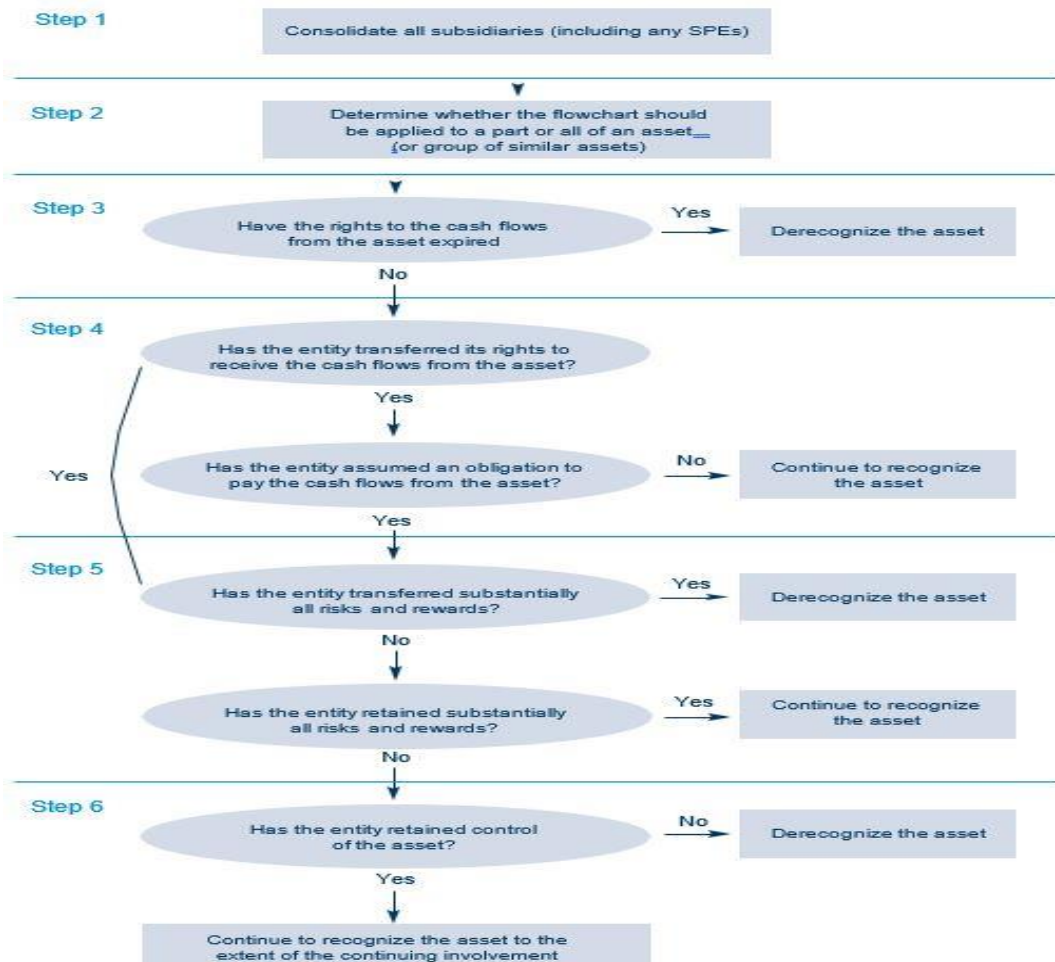 Step 1
Consolidate all subsidiaries (including any SPEs)
Step 2
Determine whether the flowchart should
be applied to a part or all of an asset
(or group of similar assets)
Step 3
Have the rights to the cash flows
from the asset expired
Yes
Derecognize the asset
No
Step 4
Has the entity transferred its rights to
receive the cash flows from the asset?
Yes
Yes
Has the entity assumed an obligation to
pay the cash flows from the asset?
No
Continue to recognize
the asset
Yes
Step 5
Has the entity transferred substantially
all risks and rewards?
Yes
Derecognize the asset
No
Has the entity retained substantially
all risks and rewards?
Yes
Continue to recognize
the asset
No
Step 6
Has the entity retained control
of the asset?
No
Derecognize the asset
Yes
Continue to recognize the asset to the
extent of the continuing involvement